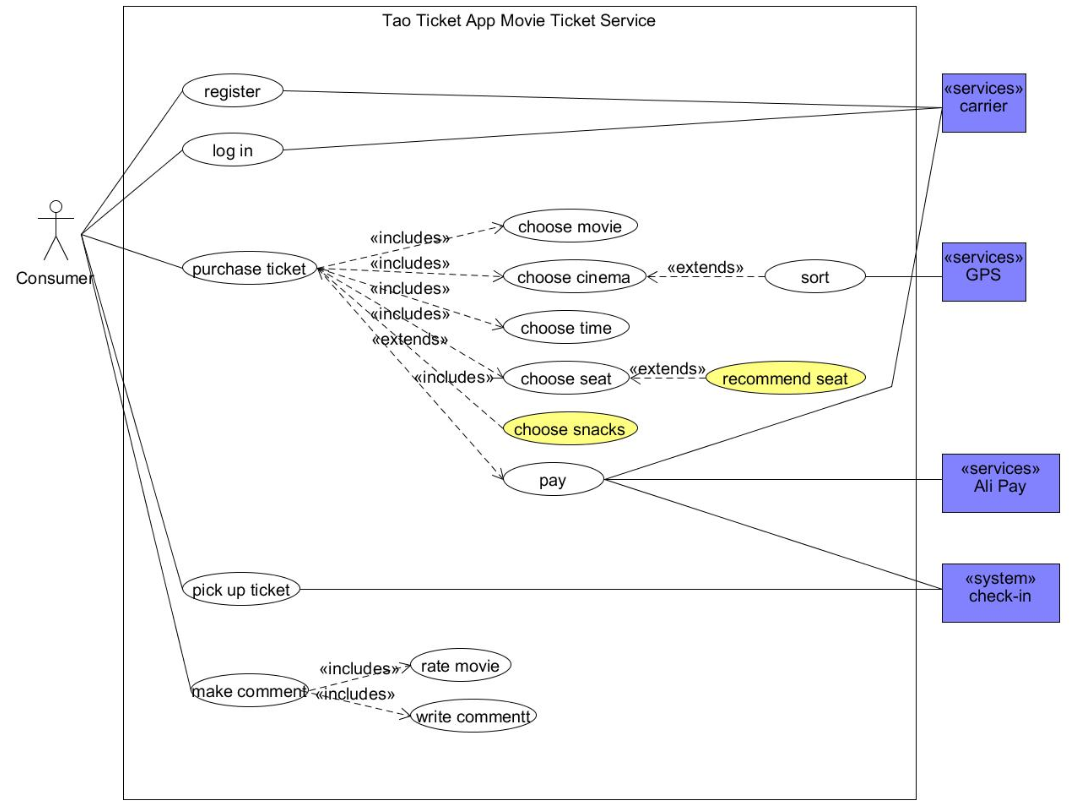 Tao Ticket App Movie Ticket Service
register
«services»
carrier
log in
Consumer
choose movie
«includes»
purchase ticket
«includes»
choose cinema
«extends»
sort
«services»
GPS
«includes»
«includes»
choose time
«extends»
«includes»
choose seat
«extends»
recommend seat
choose snacks
pay
«services»
Ali Pay
pick up ticket
«system»
check-in
«includes»
rate movie
make comment
«includes»
write commentt